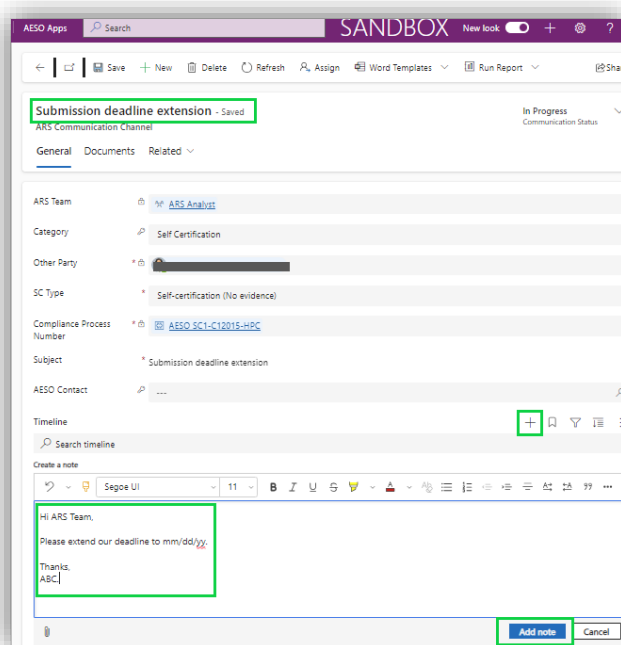 AESO Apps Search SANDBOX New look ?
Save New Delete Refresh Assign Word Templates Run Report Sha
Submission deadline extension - Saved
ARS Communication Channel
In Progress
Communication Status
General Documents Related
ARS Team ARS Analyst
Category Self Certification
Other Party *
SC Type * Self-certification (No evidence)
Compliance Process Number * AESO SC1-C12015-HPC
Subject * Submission deadline extension
AESO Contact ---
Timeline
Search timeline
Create a note
Segoe UI 11 B I U S A
Hi ARS Team,
Please extend our deadline to mm/dd/yy.
Thanks,
ABC.
Add note Cancel